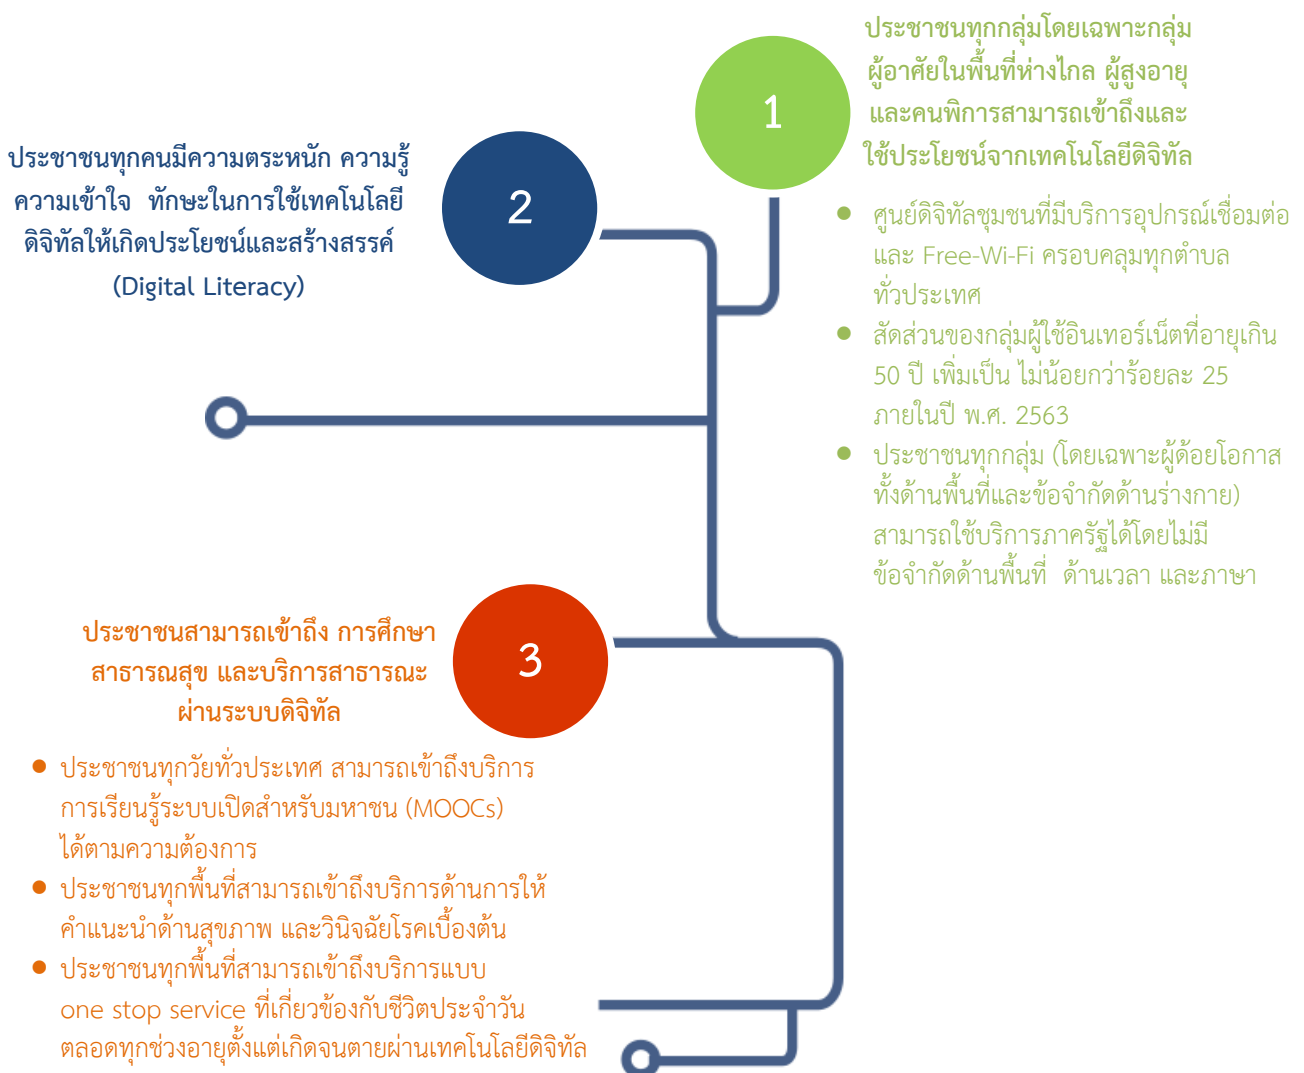 1
ประชาชนทุกกลุ่มโดยเฉพาะกลุ่ม
ผู้อาศัยในพื้นที่ห่างไกล ผู้สูงอายุ
และคนพิการสามารถเข้าถึงและ
ใช้ประโยชน์จากเทคโนโลยีดิจิทัล
• ศูนย์ดิจิทัลชุมชนที่มีบริการอุปกรณ์เชื่อมต่อ
และ Free-Wi-Fi ครอบคลุมทุกตำบล
ทั่วประเทศ
• สัดส่วนของกลุ่มผู้ใช้อินเทอร์เน็ตที่อายุเกิน
50 ปี เพิ่มเป็น ไม่น้อยกว่าร้อยละ 25
ภายในปี พ.ศ. 2563
• ประชาชนทุกกลุ่ม (โดยเฉพาะผู้ด้อยโอกาส
ทั้งด้านพื้นที่และข้อจำกัดด้านร่างกาย)
สามารถใช้บริการภาครัฐได้โดยไม่มี
ข้อจำกัดด้านพื้นที่ ด้านเวลา และภาษา
2
ประชาชนทุกคนมีความตระหนัก ความรู้
ความเข้าใจ ทักษะในการใช้เทคโนโลยี
ดิจิทัลให้เกิดประโยชน์และสร้างสรรค์
(Digital Literacy)
3
ประชาชนสามารถเข้าถึง การศึกษา
สาธารณสุข และบริการสาธารณะ
ผ่านระบบดิจิทัล
• ประชาชนทุกวัยทั่วประเทศ สามารถเข้าถึงบริการ
การเรียนรู้ระบบเปิดสำหรับมหาชน (MOOCs)
ได้ตามความต้องการ
• ประชาชนทุกพื้นที่สามารถเข้าถึงบริการด้านการให้
คำแนะนำด้านสุขภาพ และวินิจฉัยโรคเบื้องต้น
• ประชาชนทุกพื้นที่สามารถเข้าถึงบริการแบบ
one stop service ที่เกี่ยวข้องกับชีวิตประจำวัน
ตลอดทุกช่วงอายุตั้งแต่เกิดจนตายผ่านเทคโนโลยีดิจิทัล